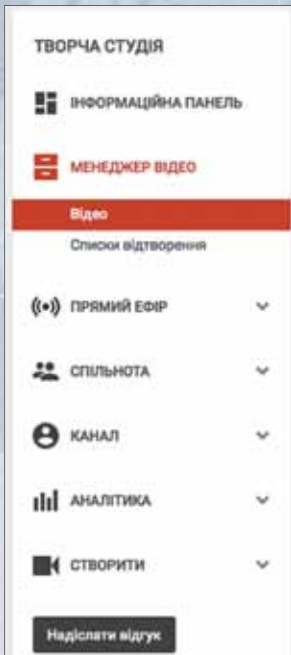 ТВОРЧА СТУДІЯ
ІНФОРМАЦІЙНА ПАНЕЛЬ
МЕНЕДЖЕР ВІДЕО
Відео
Списки відтворення
ПРЯМИЙ ЕФІР
СПІЛЬНОТА
КАНАЛ
АНАЛІТИКА
СТВОРИТИ
Надіслати відгук